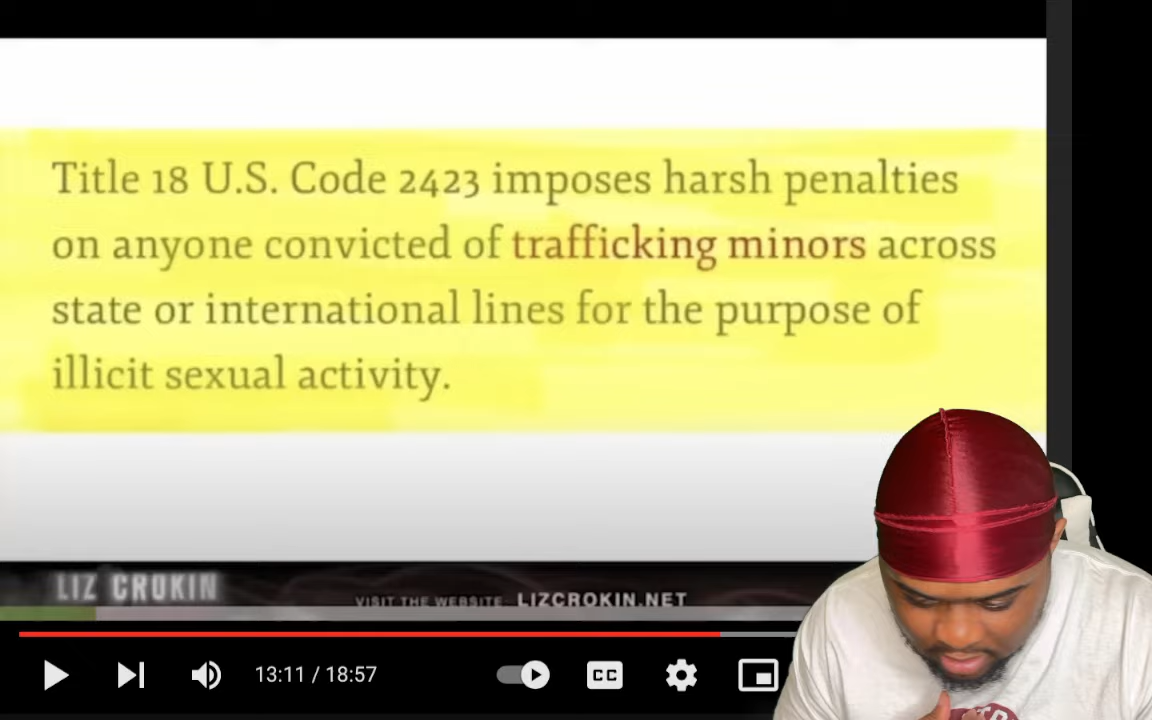 Title 18 U.S. Code 2423 imposes harsh penalties
on anyone convicted of trafficking minors across
state or international lines for the purpose of
illicit sexual activity.
LIZ CROKIN
VISIT THE WEBSITE LIZCROKIN.NET
13:11 / 18:57
CC